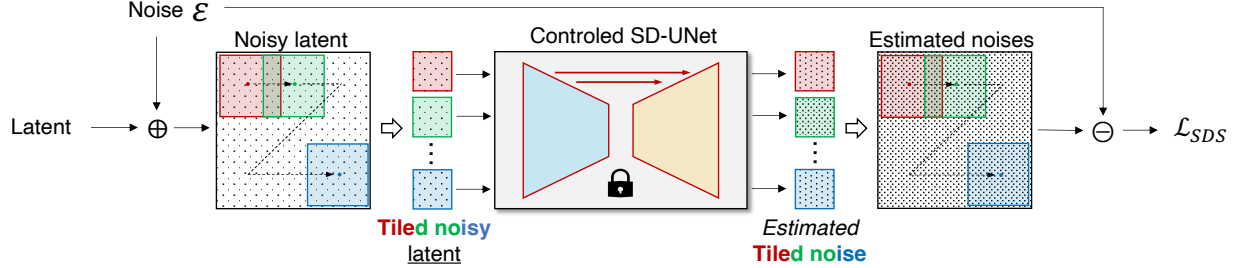 Noise ℰ
Noisy latent
Controled SD-UNet
Estimated noises
Latent
ℒSDS
Tiled noisy
latent
Estimated
Tiled noise